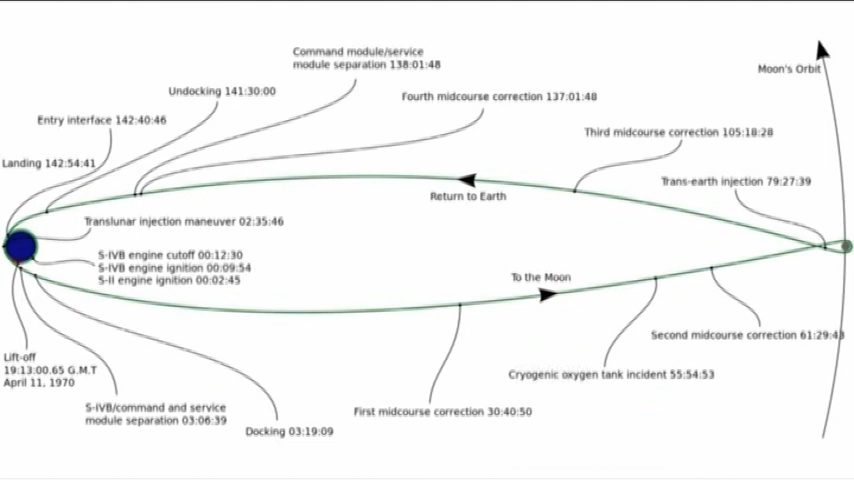 Command module/service
module separation 138:01:48
Moon's Orbit
Undocking 141:30:00
Fourth midcourse correction 137:01:48
Entry interface 142:40:46
Third midcourse correction 105:18:28
Landing 142:54:41
Trans-earth injection 79:27:39
Return to Earth
Translunar injection maneuver 02:35:46
S-IVB engine cutoff 00:12:30
S-IVB engine ignition 00:09:54
S-II engine ignition 00:02:45
To the Moon
Second midcourse correction 61:29:43
Lift-off
19:13:00.65 G.M.T
April 11, 1970
Cryogenic oxygen tank incident 55:54:53
S-IVB/command and service
module separation 03:06:39
First midcourse correction 30:40:50
Docking 03:19:09